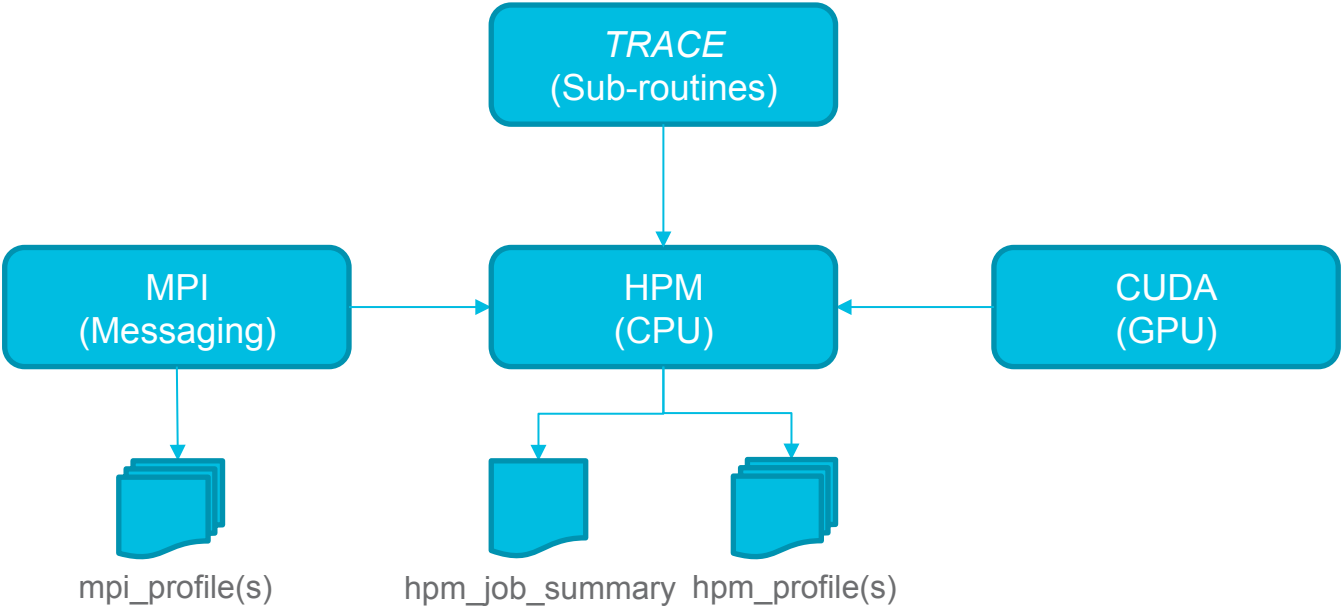 TRACE
(Sub-routines)
MPI
(Messaging)
HPM
(CPU)
CUDA
(GPU)
mpi_profile(s)
hpm_job_summary
hpm_profile(s)